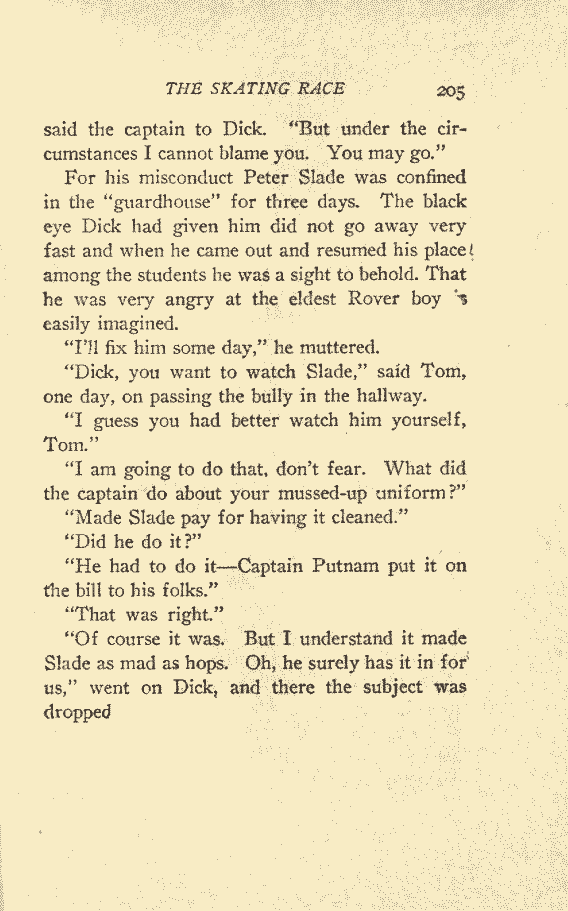 THE SKATING RACE 205
said the captain to Dick. “But under the cir-
cumstances I cannot blame you. You may go.”
For his misconduct Peter Slade was confined
in the “guardhouse” for three days. The black
eye Dick had given him did not go away very
fast and when he came out and resumed his place
among the students he was a sight to behold. That
he was very angry at the eldest Rover boy
easily imagined.
“I’ll fix him some day,” he muttered.
“Dick, you want to watch Slade,” said Tom,
one day, on passing the bully in the hallway.
“I guess you had better watch him yourself,
Tom.”
“I am going to do that, don’t fear. What did
the captain do about your mussed-up uniform?”
“Made Slade pay for having it cleaned.”
“Did he do it?”
“He had to do it—Captain Putnam put it on
the bill to his folks.”
“That was right.”
“Of course it was. But I understand it made
Slade as mad as hops. Oh, he surely has it in for
us,” went on Dick, and there the subject was
dropped